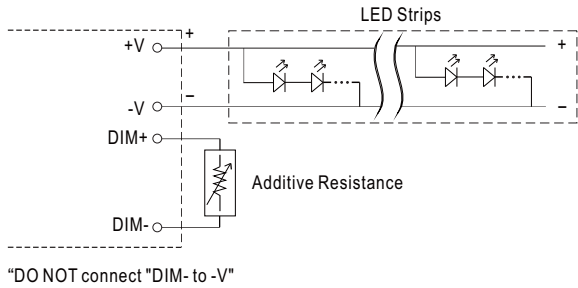 LED Strips
+V
+
+
-V
–
–
DIM+
Additive Resistance
DIM-
“DO NOT connect "DIM- to -V"